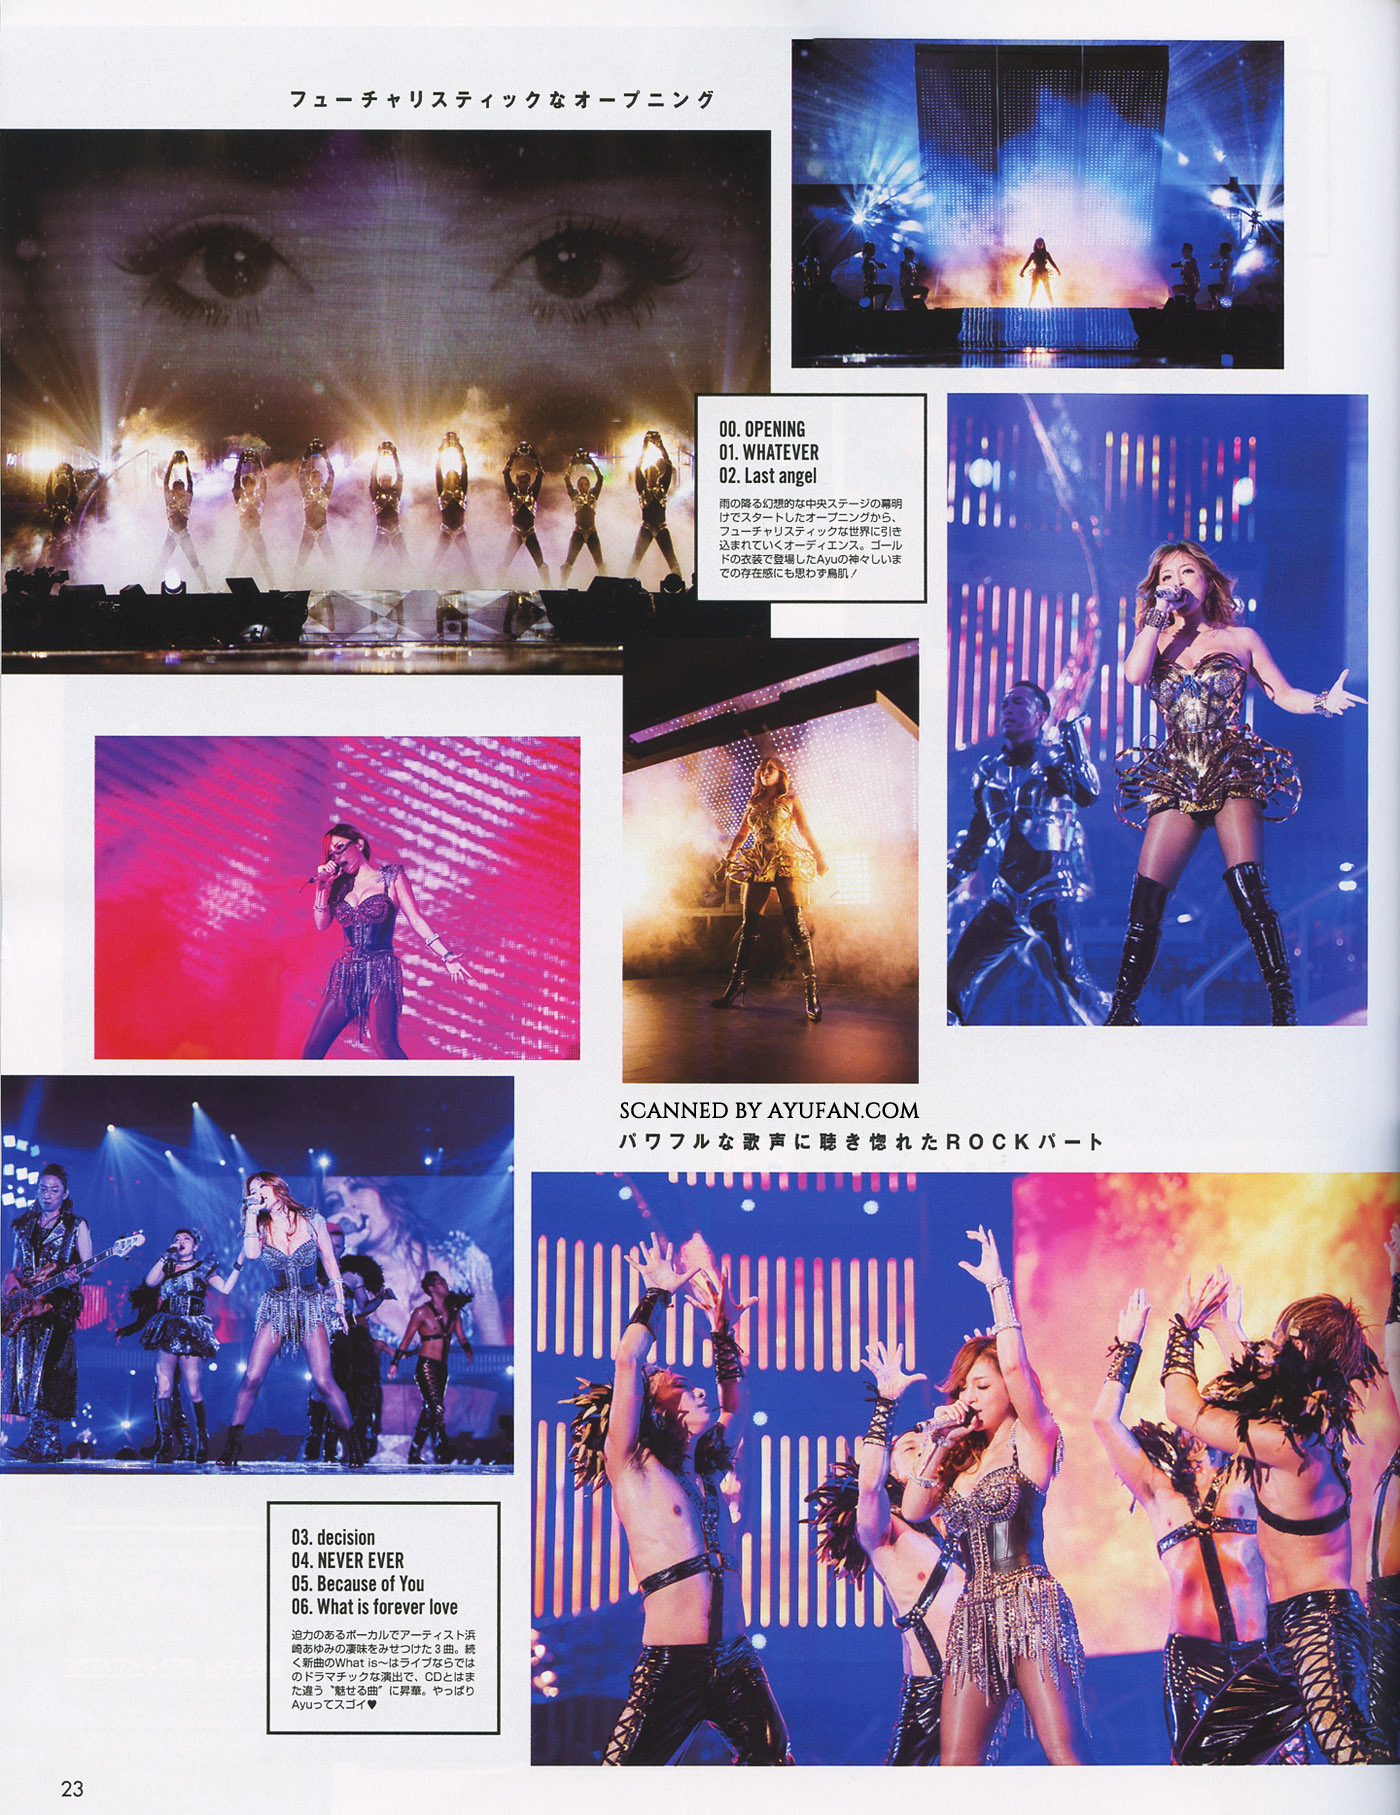 フューチャリスティックなオープニング
00. OPENING
01. WHATEVER
02. Last angel
雨の降る幻想的な中央ステージの幕明
けでスタートしたオープニングから、
フューチャリスティックな世界に引き
込まれていくオーディエンス。ゴール
ドの衣装で登場したAyuの神々しいま
での存在感にも思わず鳥肌！
SCANNED BY AYUFAN.COM
パワフルな歌声に聴き惚れたROCKパート
03. decision
04. NEVER EVER
05. Because of You
06. What is forever love
迫力のあるボーカルでアーティスト浜
崎あゆみの凄味をみせつけた３曲。続
く新曲のWhat is〜はライブならでは
のドラマチックな演出で、CDとはま
た違う〝魅せる曲〟に昇華。やっぱり
Ayuってスゴイ♥
23